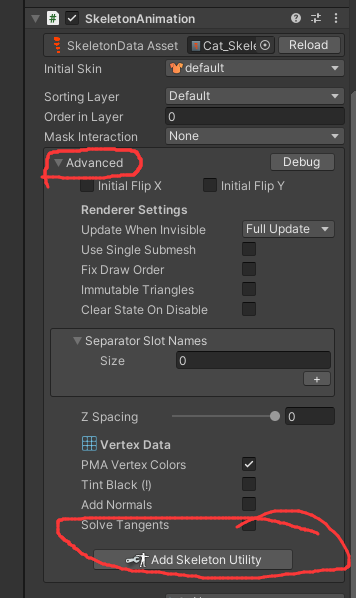 SkeletonAnimation
SkeletonData Asset Cat_Skele Reload
Initial Skin default
Sorting Layer Default
Order in Layer 0
Mask Interaction None
Advanced Debug
Initial Flip X Initial Flip Y
Renderer Settings
Update When Invisible Full Update
Use Single Submesh
Fix Draw Order
Immutable Triangles
Clear State On Disable
Separator Slot Names
Size 0
+
Z Spacing 0
Vertex Data
PMA Vertex Colors
Tint Black (!)
Add Normals
Solve Tangents
Add Skeleton Utility